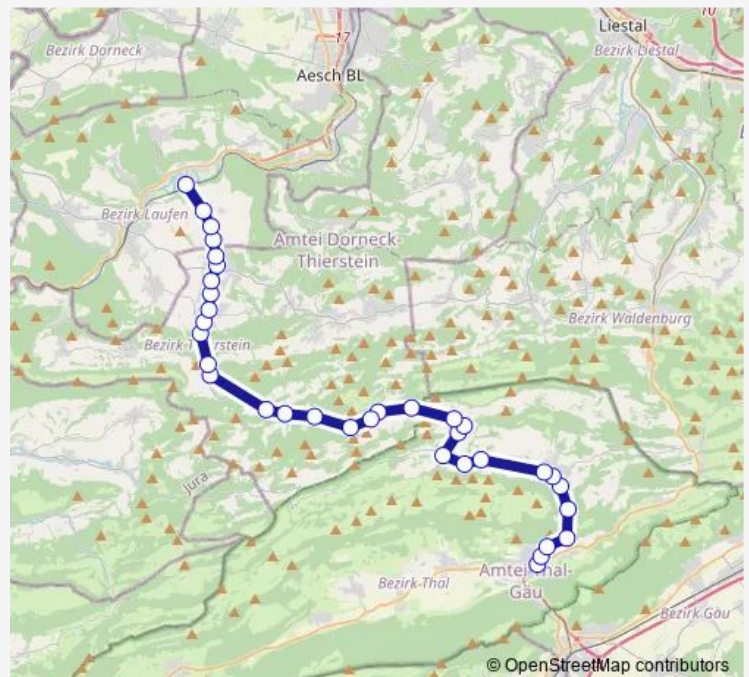 Liestal
10
Bezirk Dorneck
17
Bezirk Liestal
Aesch BL
Bezirk Laufen
Amtei Dorneck-
Thierstein
Bezirk Waldenburg
Jura
Bezirk Thal
Amtei Thal-
Gäu
Bezirk Gäu
© OpenStreetMap contributors